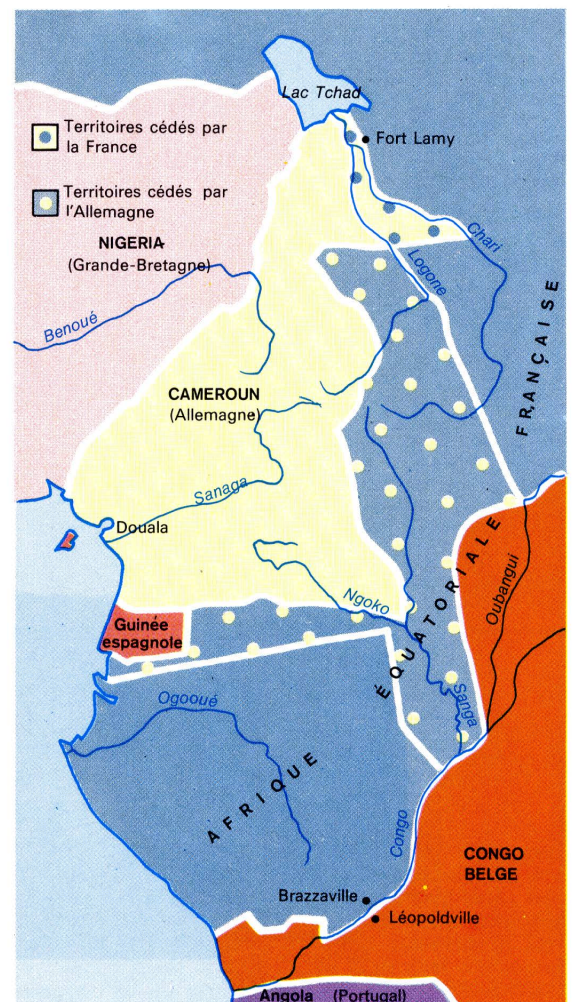 Lac Tchad
Territoires cédés par
la France
Fort Lamy
Territoires cédés par
l'Allemagne
NIGERIA
(Grande-Bretagne)
Chari
Logone
Benoué
FRANÇAISE
CAMEROUN
(Allemagne)
Sanaga
Douala
Ngoko
ÉQUATORIALE
Oubangui
Guinée
espagnole
Sanga
Ogooué
AFRIQUE
Congo
CONGO
BELGE
Brazzaville
Léopoldville
Angola (Portugal)